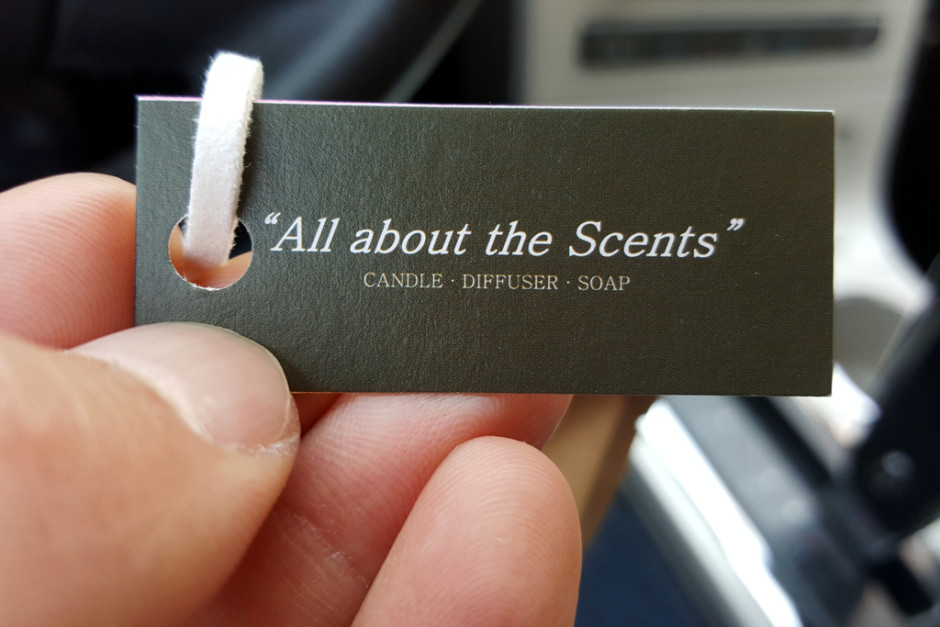 “All about the Scents”
CANDLE · DIFFUSER · SOAP